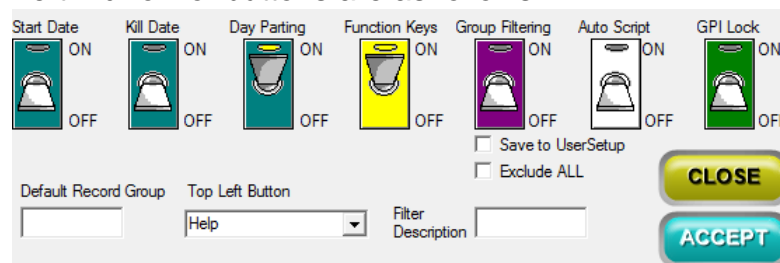 Start Date Kill Date Day Parting Function Keys Group Filtering Auto Script GPI Lock
ON ON ON ON ON ON ON
OFF OFF OFF OFF OFF OFF OFF
Save to UserSetup
Exclude ALL
CLOSE
Default Record Group Top Left Button
Help
Filter
Description
ACCEPT